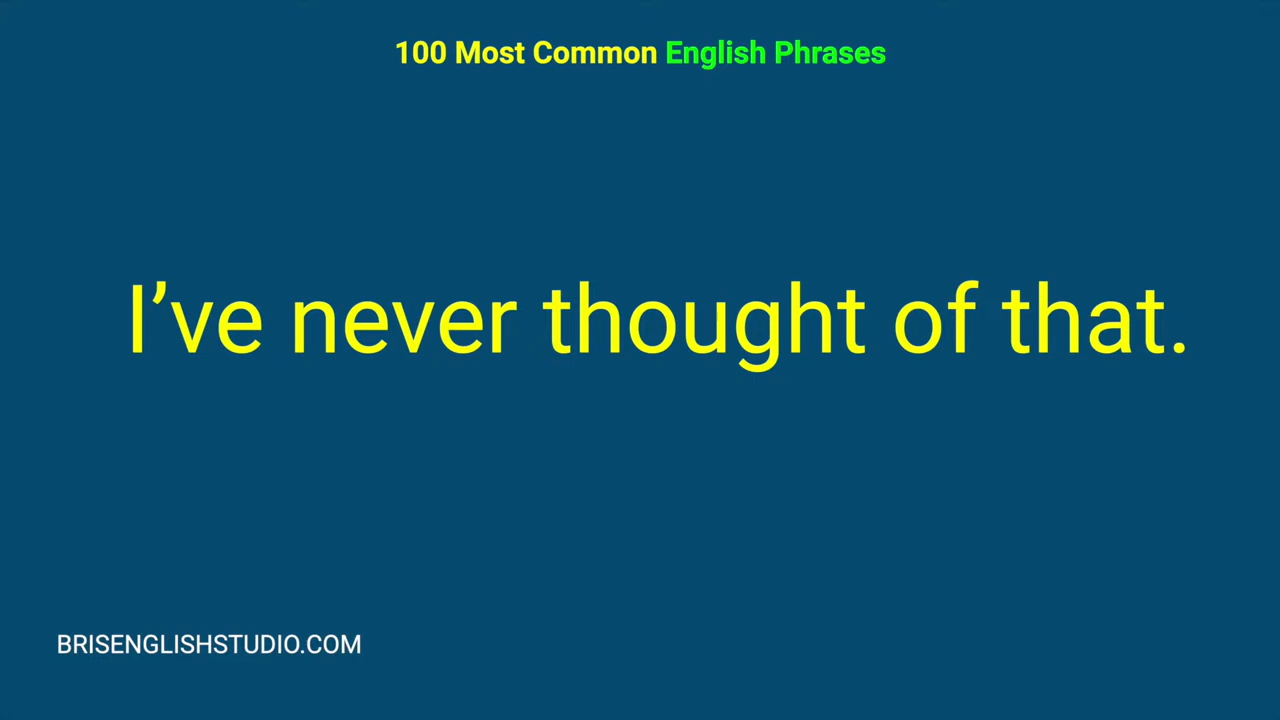 100 Most Common English Phrases
I’ve never thought of that.
BRISENGLISHSTUDIO.COM